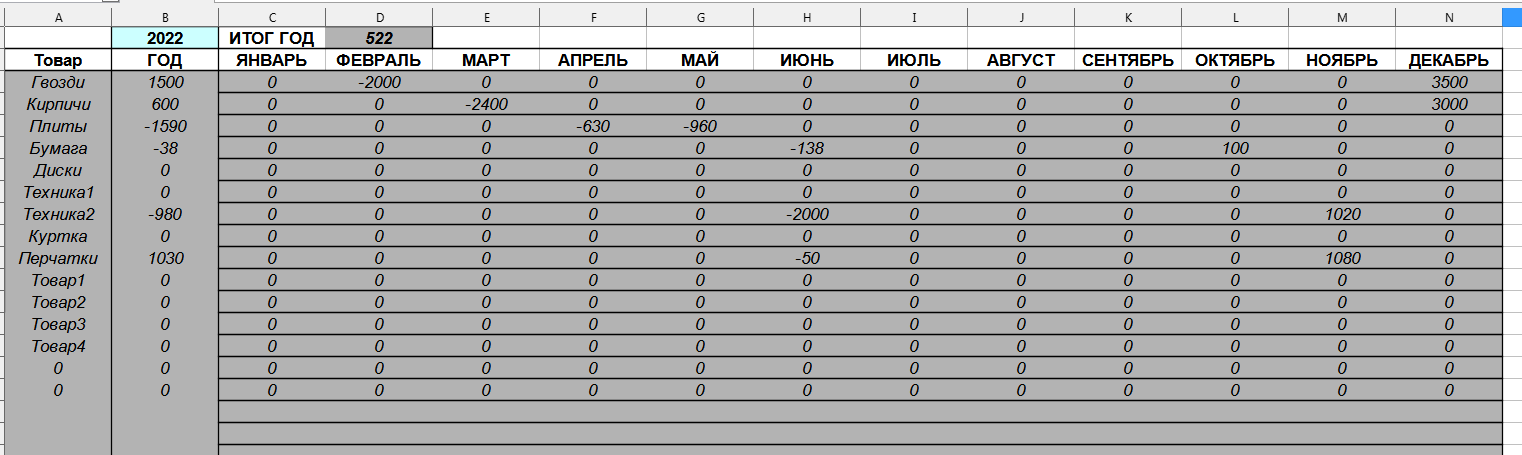 A B C D E F G H I J K L M N
2022 ИТОГ ГОД 522
Товар ГОД ЯНВАРЬ ФЕВРАЛЬ МАРТ АПРЕЛЬ МАЙ ИЮНЬ ИЮЛЬ АВГУСТ СЕНТЯБРЬ ОКТЯБРЬ НОЯБРЬ ДЕКАБРЬ
Гвозди 1500 0 -2000 0 0 0 0 0 0 0 0 0 3500
Кирпичи 600 0 0 -2400 0 0 0 0 0 0 0 0 3000
Плиты -1590 0 0 0 -630 -960 0 0 0 0 0 0 0
Бумага -38 0 0 0 0 0 -138 0 0 0 100 0 0
Диски 0 0 0 0 0 0 0 0 0 0 0 0 0
Техника1 0 0 0 0 0 0 0 0 0 0 0 0 0
Техника2 -980 0 0 0 0 0 -2000 0 0 0 0 1020 0
Куртка 0 0 0 0 0 0 0 0 0 0 0 0 0
Перчатки 1030 0 0 0 0 0 -50 0 0 0 0 1080 0
Товар1 0 0 0 0 0 0 0 0 0 0 0 0 0
Товар2 0 0 0 0 0 0 0 0 0 0 0 0 0
Товар3 0 0 0 0 0 0 0 0 0 0 0 0 0
Товар4 0 0 0 0 0 0 0 0 0 0 0 0 0
0 0 0 0 0 0 0 0 0 0 0 0 0 0
0 0 0 0 0 0 0 0 0 0 0 0 0 0